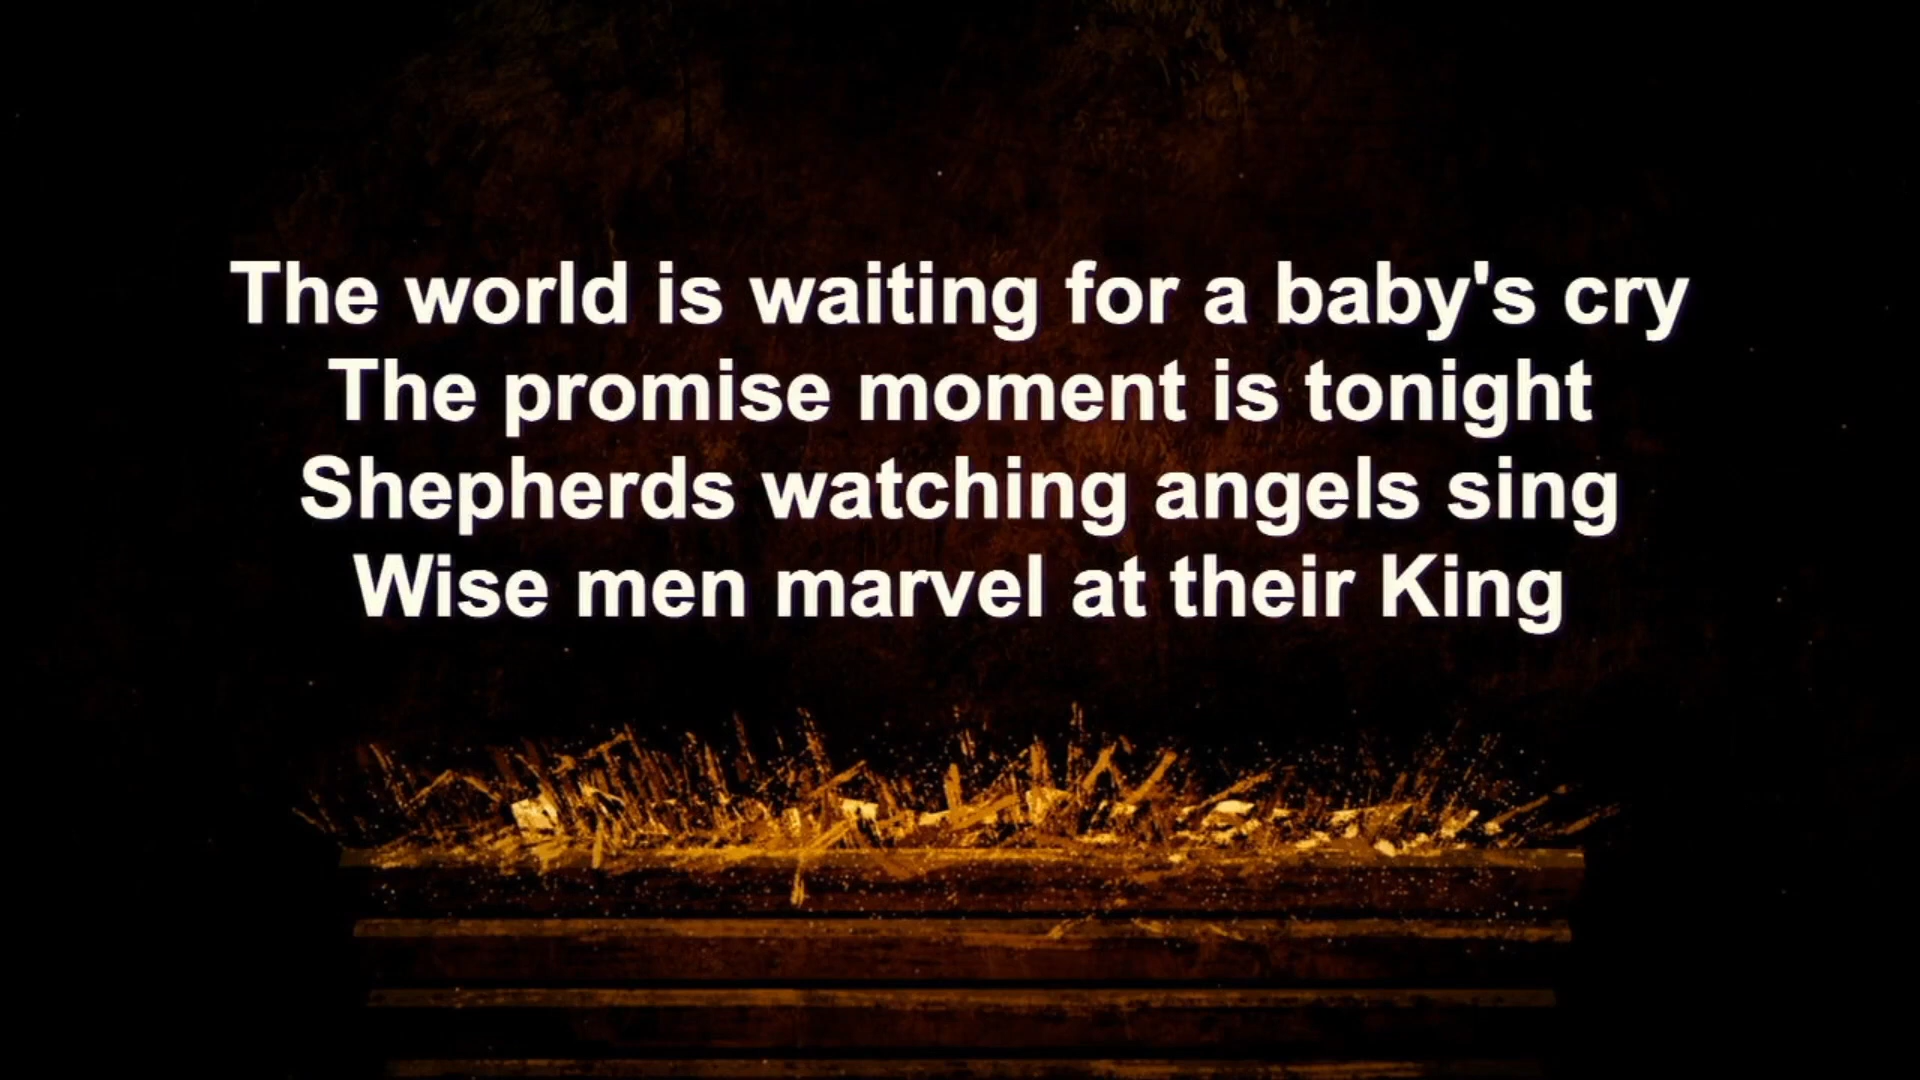 The world is waiting for a baby's cry
The promise moment is tonight
Shepherds watching angels sing
Wise men marvel at their King